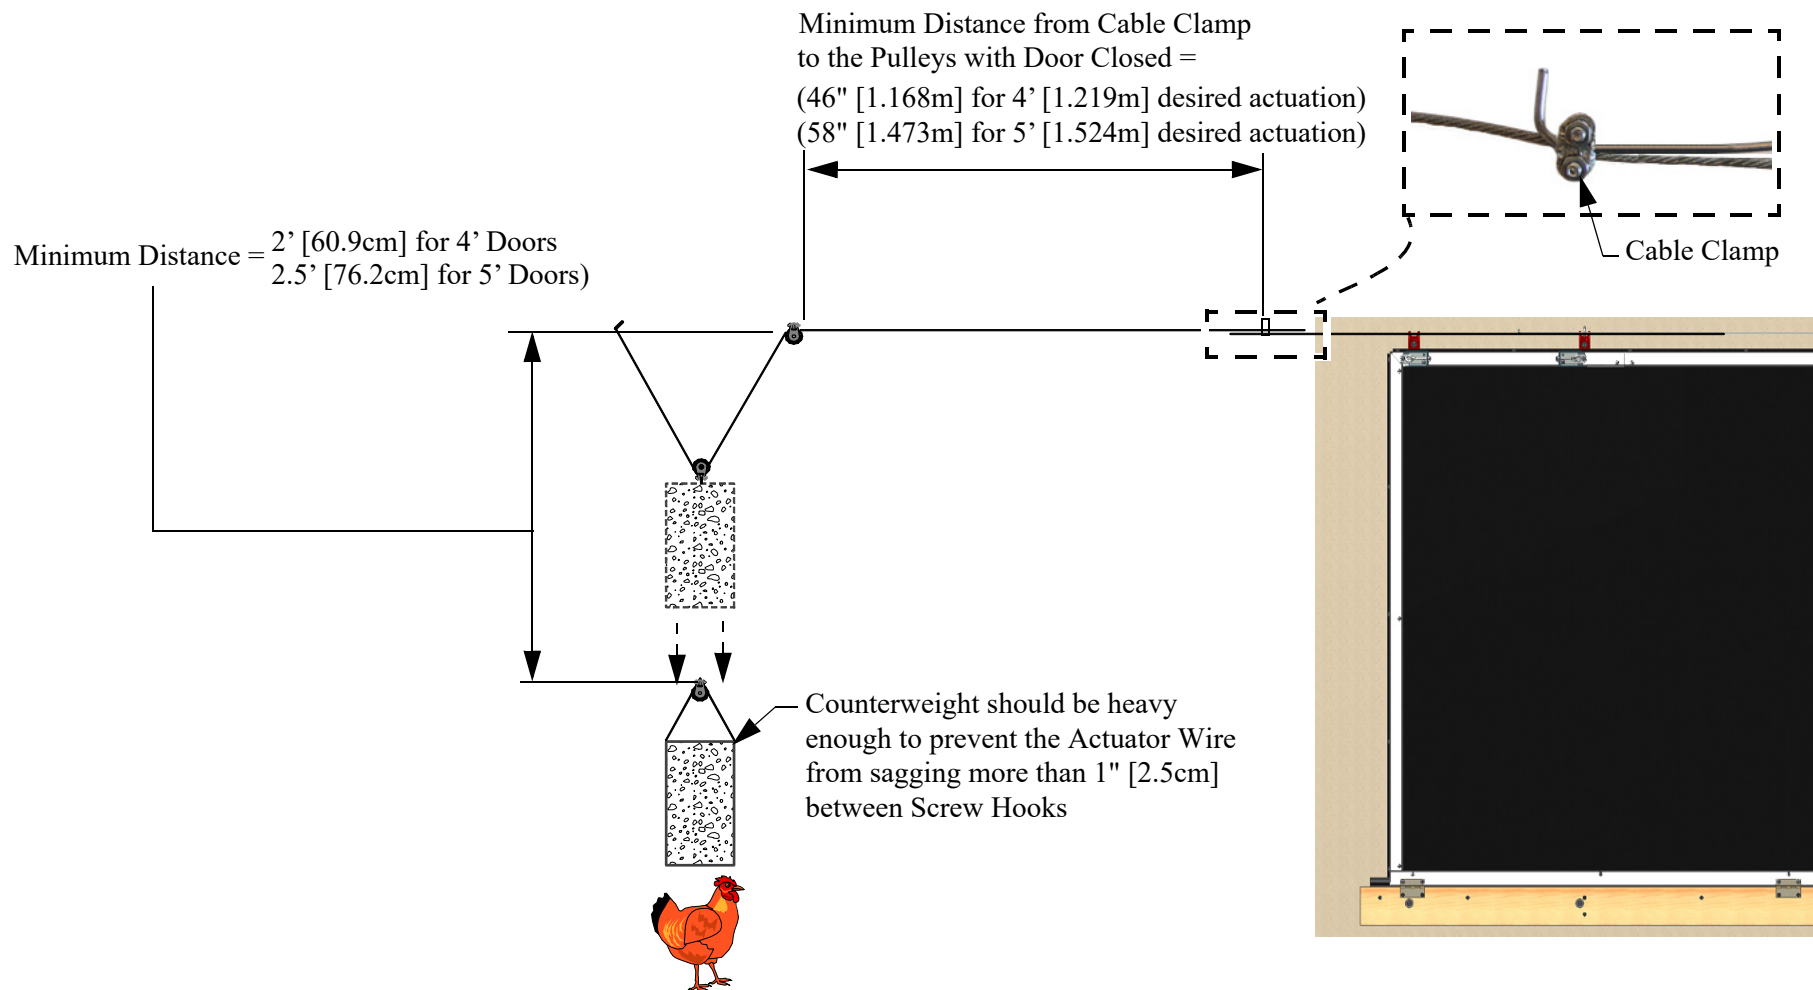 Minimum Distance from Cable Clamp
to the Pulleys with Door Closed =
(46" [1.168m] for 4’ [1.219m] desired actuation)
(58" [1.473m] for 5’ [1.524m] desired actuation)
Cable Clamp
Minimum Distance =
2’ [60.9cm] for 4’ Doors
2.5’ [76.2cm] for 5’ Doors)
Counterweight should be heavy
enough to prevent the Actuator Wire
from sagging more than 1" [2.5cm]
between Screw Hooks